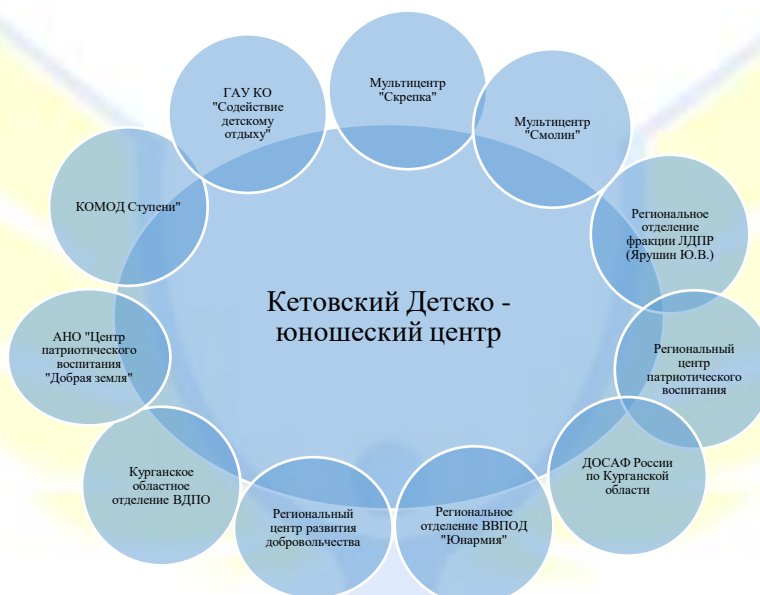 Мультицентр
"Скрепка"
Мультицентр
"Смолин"
Региональное
отделение
фракции ЛДПР
(Ярушин Ю.В.)
Региональный
центр
патриотического
воспитания
ДОСАФ России
по Курганской
области
Региональное
отделение ВВПОД
"Юнармия"
Региональный
центр развития
добровольчества
Курганское
областное
отделение ВДПО
АНО "Центр
патриотического
воспитания
"Добрая земля"
КОМОД Ступени"
ГАУ КО
"Содействие
детскому
отдыху"
Кетовский Детско -
юношеский центр